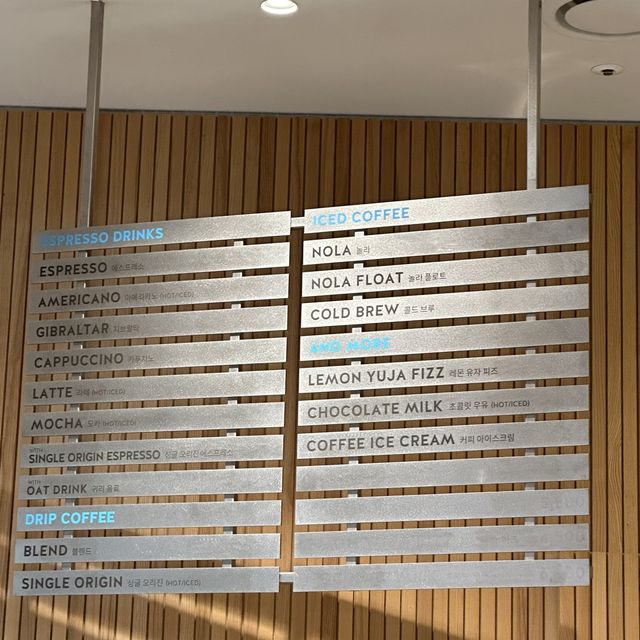 ESPRESSO DRINKS
ESPRESSO 에스프레소
AMERICANO 아메리카노 (HOT/ICED)
GIBRALTAR 지브랄타
CAPPUCCINO 카푸치노
LATTE 라떼 (HOT/ICED)
MOCHA 모카 (HOT/ICED)
WITH
SINGLE ORIGIN ESPRESSO 싱글 오리진 에스프레소
WITH
OAT DRINK 귀리 음료
DRIP COFFEE
BLEND 블렌드
SINGLE ORIGIN 싱글 오리진 (HOT/ICED)
ICED COFFEE
NOLA 놀라
NOLA FLOAT 놀라 플로트
COLD BREW 콜드 브루
AND MORE
LEMON YUJA FIZZ 레몬 유자 피즈
CHOCOLATE MILK 초콜릿 우유 (HOT/ICED)
COFFEE ICE CREAM 커피 아이스크림